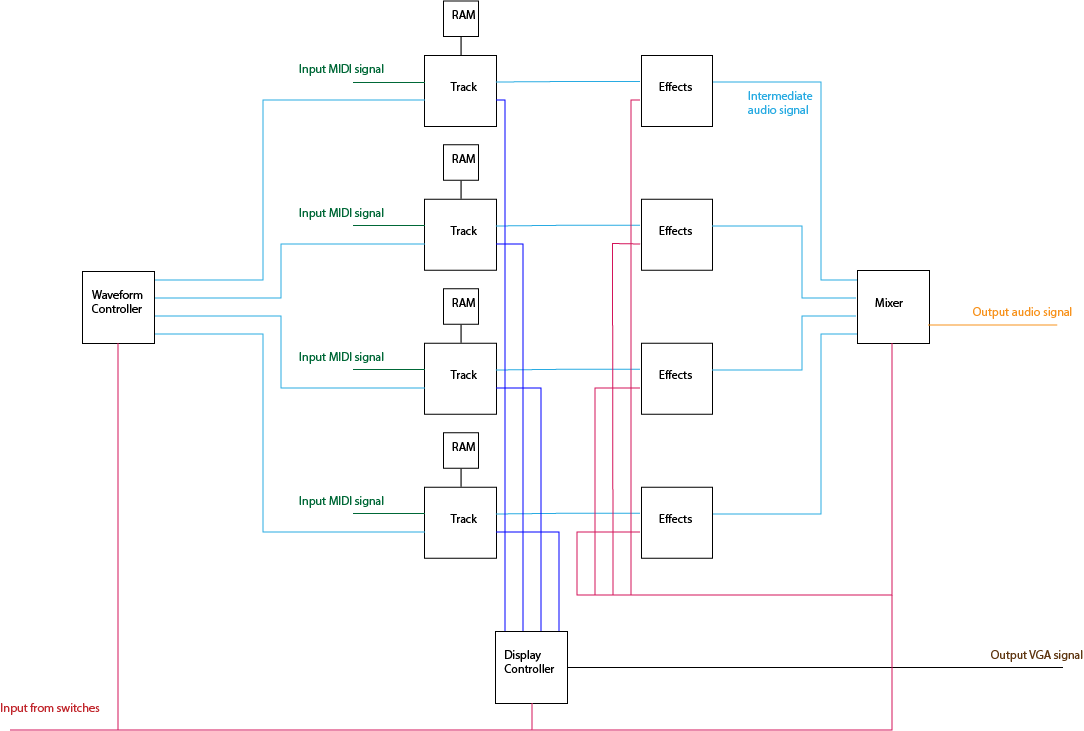 RAM
Input MIDI signal
Track
Effects
Intermediate
audio signal
RAM
Input MIDI signal
Track
Effects
Waveform
Controller
RAM
Mixer
Output audio signal
Input MIDI signal
Track
Effects
RAM
Input MIDI signal
Track
Effects
Display
Controller
Output VGA signal
Input from switches